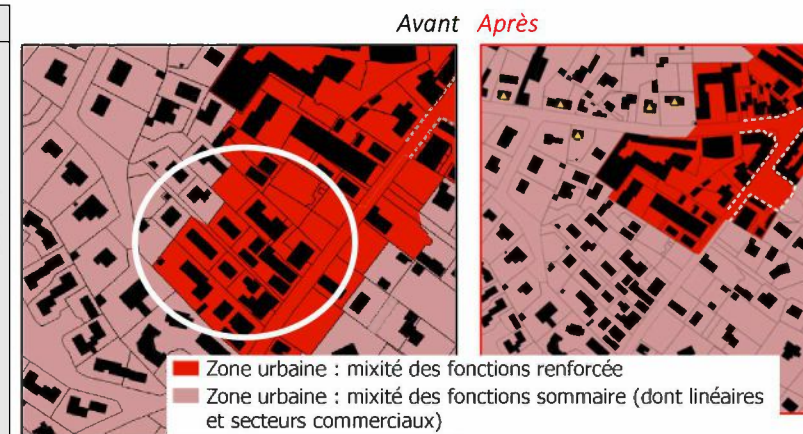 Avant Après
Zone urbaine : mixité des fonctions renforcée
Zone urbaine : mixité des fonctions sommaire (dont linéaires
et secteurs commerciaux)